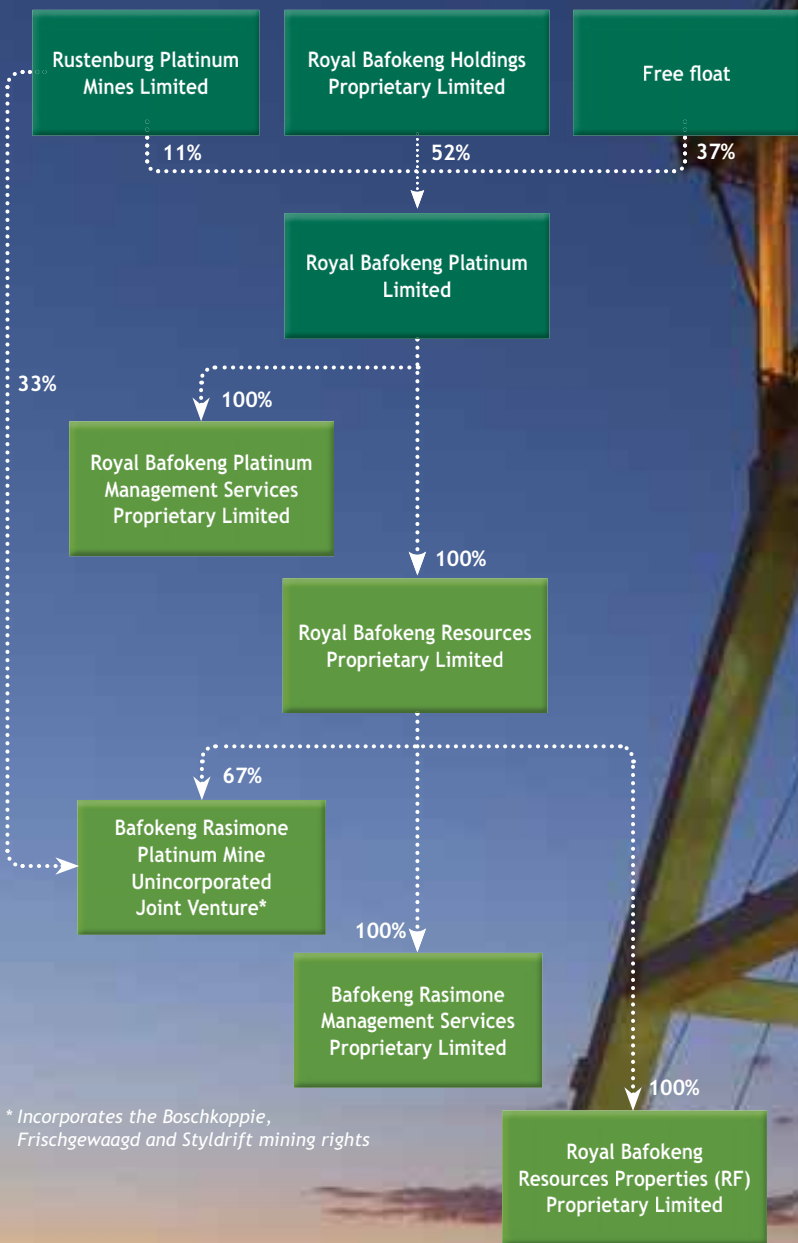 Rustenburg Platinum
Mines Limited
Royal Bafokeng Holdings
Proprietary Limited
Free float
11%
52%
37%
Royal Bafokeng Platinum
Limited
33%
100%
Royal Bafokeng Platinum
Management Services
Proprietary Limited
100%
Royal Bafokeng Resources
Proprietary Limited
67%
Bafokeng Rasimone
Platinum Mine
Unincorporated
Joint Venture*
100%
Bafokeng Rasimone
Management Services
Proprietary Limited
100%
* Incorporates the Boschkoppie,
Frischgewaagd and Styldrift mining rights
Royal Bafokeng
Resources Properties (RF)
Proprietary Limited